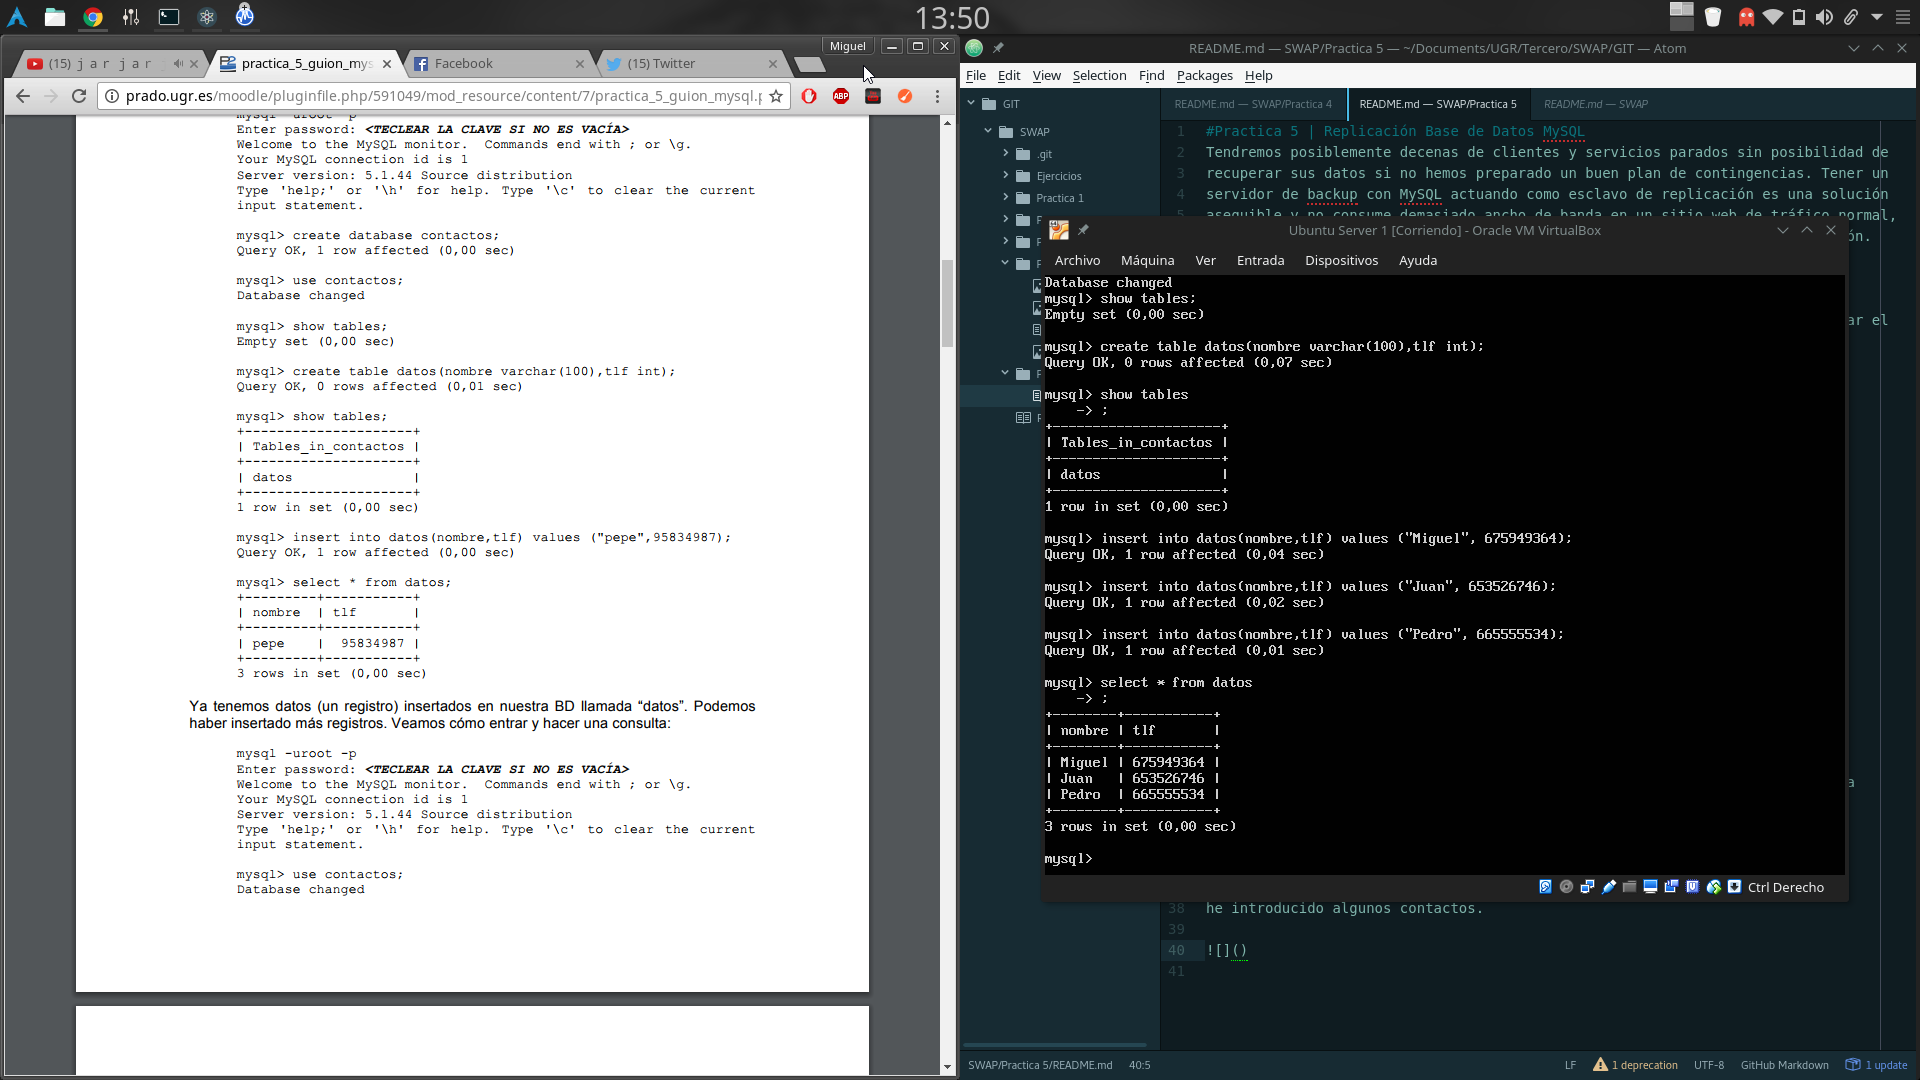 13:50
Miguel
(15) j a r j a r
practica_5_guion_mys
Facebook
(15) Twitter
prado.ugr.es/moodle/pluginfile.php/591049/mod_resource/content/7/practica_5_guion_mysql.p
ABP
mysql -uroot -p
Enter password: <TECLEAR LA CLAVE SI NO ES VACÍA>
Welcome to the MySQL monitor. Commands end with ; or \g.
Your MySQL connection id is 1
Server version: 5.1.44 Source distribution
Type 'help;' or '\h' for help. Type '\c' to clear the current
input statement.
mysql> create database contactos;
Query OK, 1 row affected (0,00 sec)
mysql> use contactos;
Database changed
mysql> show tables;
Empty set (0,00 sec)
mysql> create table datos(nombre varchar(100),tlf int);
Query OK, 0 rows affected (0,01 sec)
mysql> show tables;
+---------------------+
| Tables_in_contactos |
+---------------------+
| datos               |
+---------------------+
1 row in set (0,00 sec)
mysql> insert into datos(nombre,tlf) values ("pepe",95834987);
Query OK, 1 row affected (0,00 sec)
mysql> select * from datos;
+---------+-----------+
| nombre  | tlf       |
+---------+-----------+
| pepe    |  95834987 |
+---------+-----------+
3 rows in set (0,00 sec)
Ya tenemos datos (un registro) insertados en nuestra BD llamada “datos”. Podemos
haber insertado más registros. Veamos cómo entrar y hacer una consulta:
mysql -uroot -p
Enter password: <TECLEAR LA CLAVE SI NO ES VACÍA>
Welcome to the MySQL monitor. Commands end with ; or \g.
Your MySQL connection id is 1
Server version: 5.1.44 Source distribution
Type 'help;' or '\h' for help. Type '\c' to clear the current
input statement.
mysql> use contactos;
Database changed
README.md — SWAP/Practica 5 — ~/Documents/UGR/Tercero/SWAP/GIT — Atom
File Edit View Selection Find Packages Help
GIT
SWAP
.git
Ejercicios
Practica 1
README.md — SWAP/Practica 4
README.md — SWAP/Practica 5
README.md — SWAP
1 #Practica 5 | Replicación Base de Datos MySQL
2 Tendremos posiblemente decenas de clientes y servicios parados sin posibilidad de
3 recuperar sus datos si no hemos preparado un buen plan de contingencias. Tener un
4 servidor de backup con MySQL actuando como esclavo de replicación es una solución
5 asequible y no consume demasiado ancho de banda en un sitio web de tráfico normal,
ón.
ar el
a
Ubuntu Server 1 [Corriendo] - Oracle VM VirtualBox
Archivo Máquina Ver Entrada Dispositivos Ayuda
Database changed
mysql> show tables;
Empty set (0,00 sec)
mysql> create table datos(nombre varchar(100),tlf int);
Query OK, 0 rows affected (0,07 sec)
mysql> show tables
    -> ;
+---------------------+
| Tables_in_contactos |
+---------------------+
| datos               |
+---------------------+
1 row in set (0,00 sec)
mysql> insert into datos(nombre,tlf) values ("Miguel", 675949364);
Query OK, 1 row affected (0,04 sec)
mysql> insert into datos(nombre,tlf) values ("Juan", 653526746);
Query OK, 1 row affected (0,02 sec)
mysql> insert into datos(nombre,tlf) values ("Pedro", 665555534);
Query OK, 1 row affected (0,01 sec)
mysql> select * from datos
    -> ;
+--------+-----------+
| nombre | tlf       |
+--------+-----------+
| Miguel | 675949364 |
| Juan   | 653526746 |
| Pedro  | 665555534 |
+--------+-----------+
3 rows in set (0,00 sec)
mysql>
Ctrl Derecho
38 he introducido algunos contactos.
39
40 ![]()
41
SWAP/Practica 5/README.md 40:5
LF 1 deprecation UTF-8 GitHub Markdown 1 update